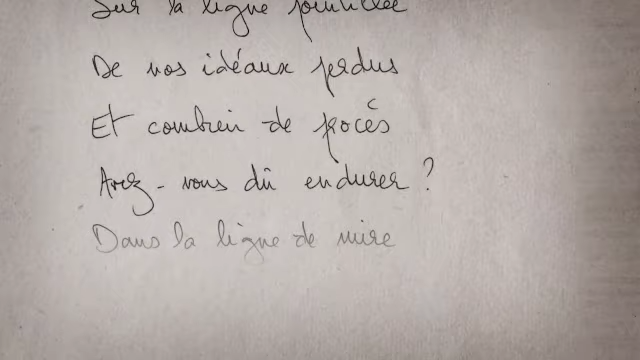 Sur la ligne pointillée
De nos idéaux perdus
Et combien de procès
Avez-vous dû endurer ?
Dans la ligne de mire